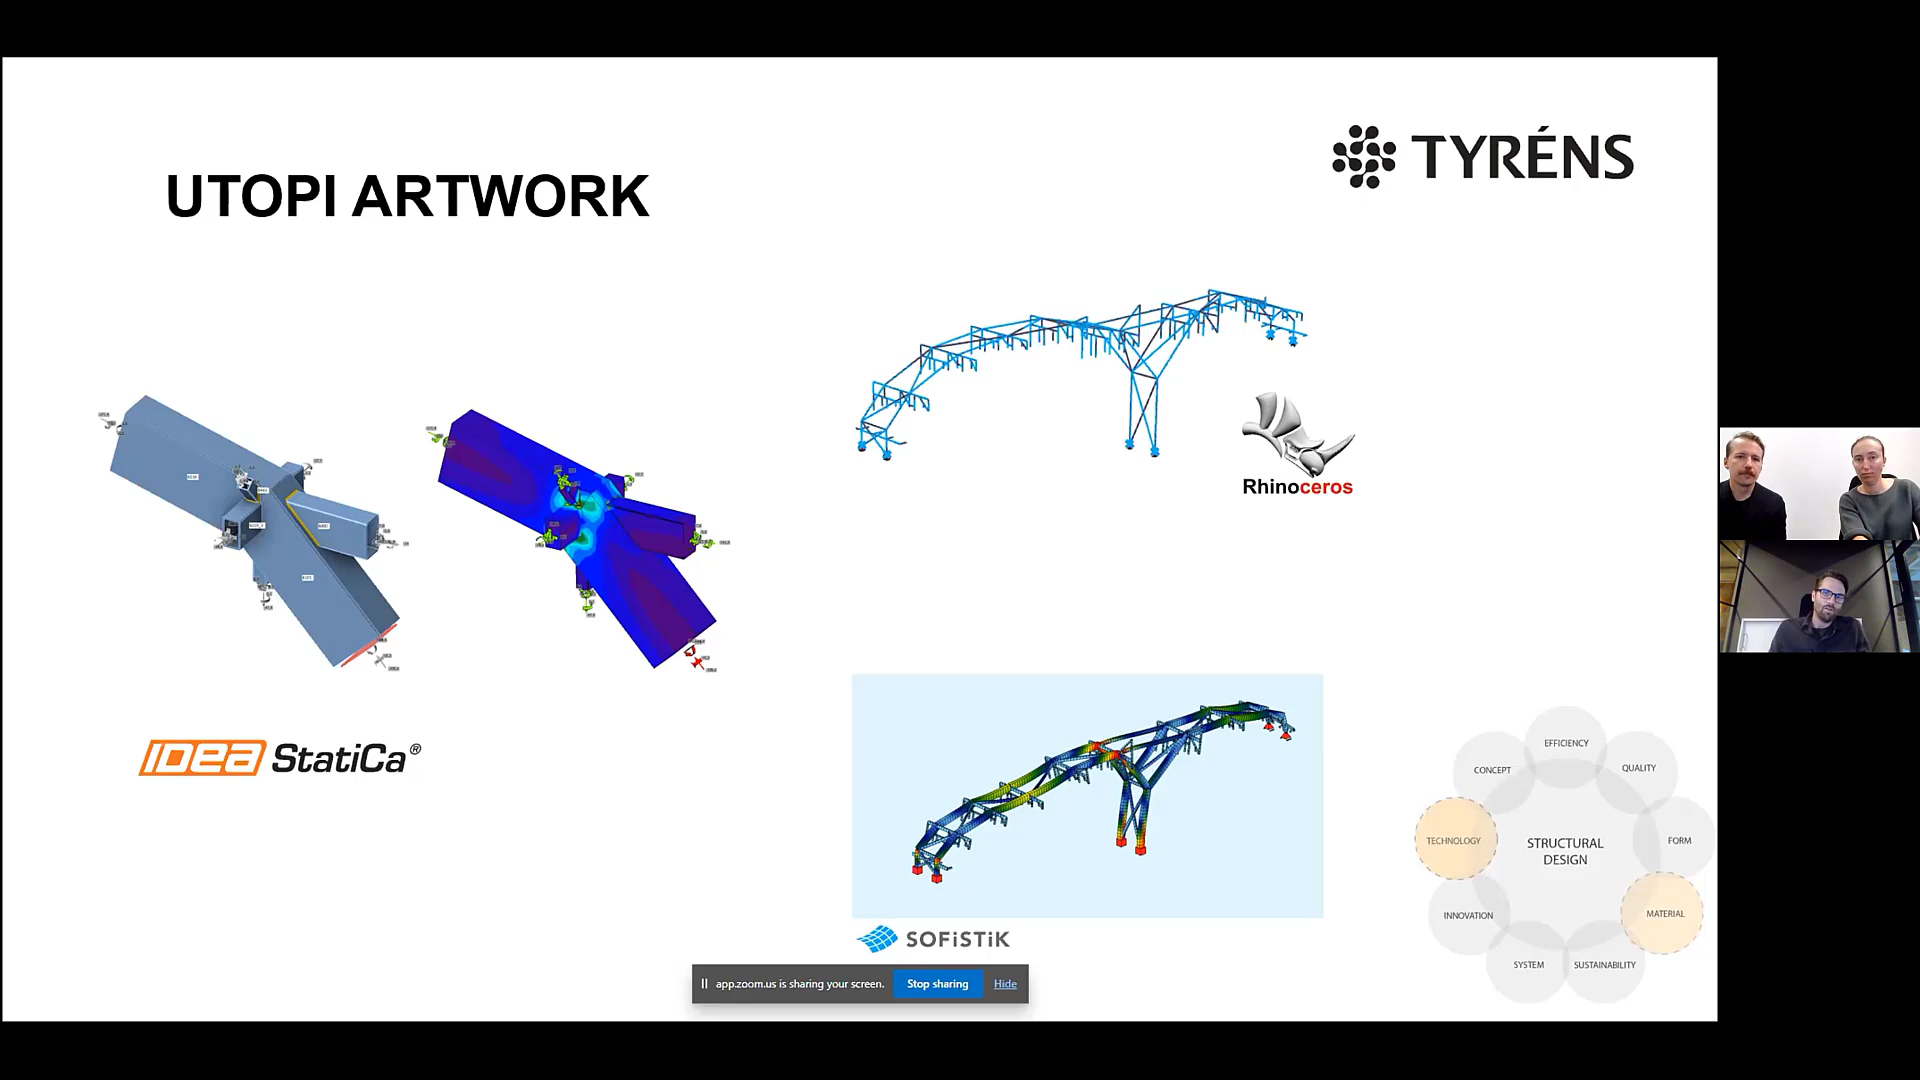 TYRÉNS
UTOPI ARTWORK
Rhinoceros
IDEA StatiCa®
SOFiSTiK
EFFICIENCY
CONCEPT
QUALITY
TECHNOLOGY
STRUCTURAL
DESIGN
FORM
INNOVATION
MATERIAL
SYSTEM
SUSTAINABILITY
app.zoom.us is sharing your screen.
Stop sharing
Hide